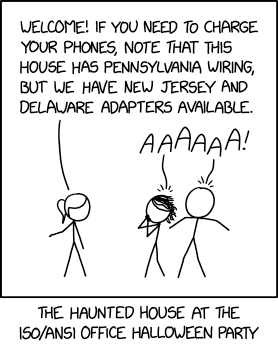 WELCOME! IF YOU NEED TO CHARGE
YOUR PHONES, NOTE THAT THIS
HOUSE HAS PENNSYLVANIA WIRING,
BUT WE HAVE NEW JERSEY AND
DELAWARE ADAPTERS AVAILABLE.
AAAAAA!
THE HAUNTED HOUSE AT THE
ISO/ANSI OFFICE HALLOWEEN PARTY